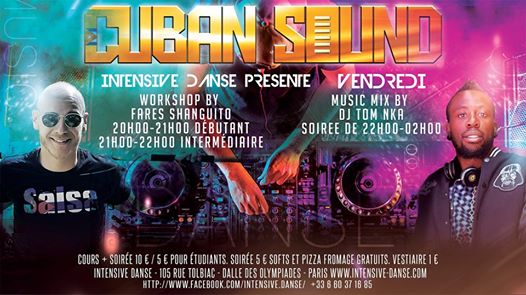 CUBAN SOUND
INTENSIVE DANSE PRESENTE
VENDREDI
WORKSHOP BY
FARES SHANGUITO
20H00-21H00 DÉBUTANT
21H00-22H00 INTERMÉDIAIRE
MUSIC MIX BY
DJ TOM NKA
SOIREE DE 22H00-02H00
Salsa
DANCE
COURS + SOIRÉE 10 € / 5 € POUR ÉTUDIANTS. SOIRÉE 5 € SOFTS ET PIZZA FROMAGE GRATUITS. VESTIAIRE 1 €
INTENSIVE DANSE - 105 RUE TOLBIAC - DALLE DES OLYMPIADES - PARIS WWW.INTENSIVE-DANSE.COM
HTTP://WWW.FACEBOOK.COM/INTENSIVE.DANSE/ +33 6 60 37 16 85